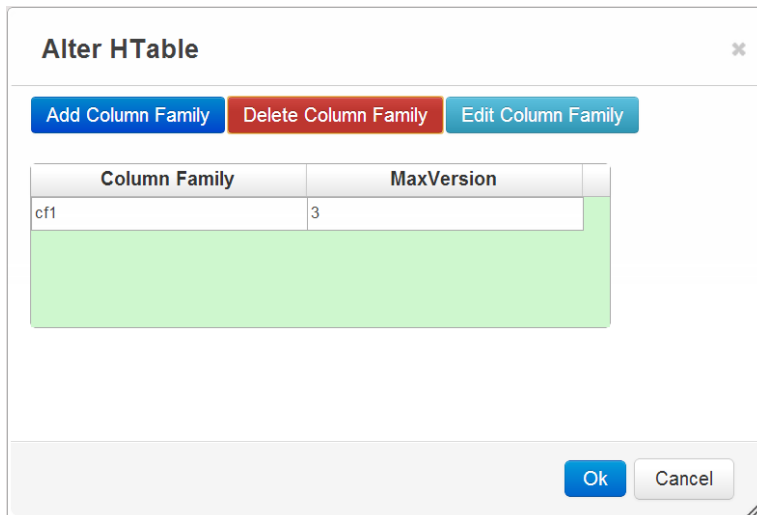 Alter HTable
Add Column Family Delete Column Family Edit Column Family
Column Family MaxVersion
cf1 3
Ok Cancel